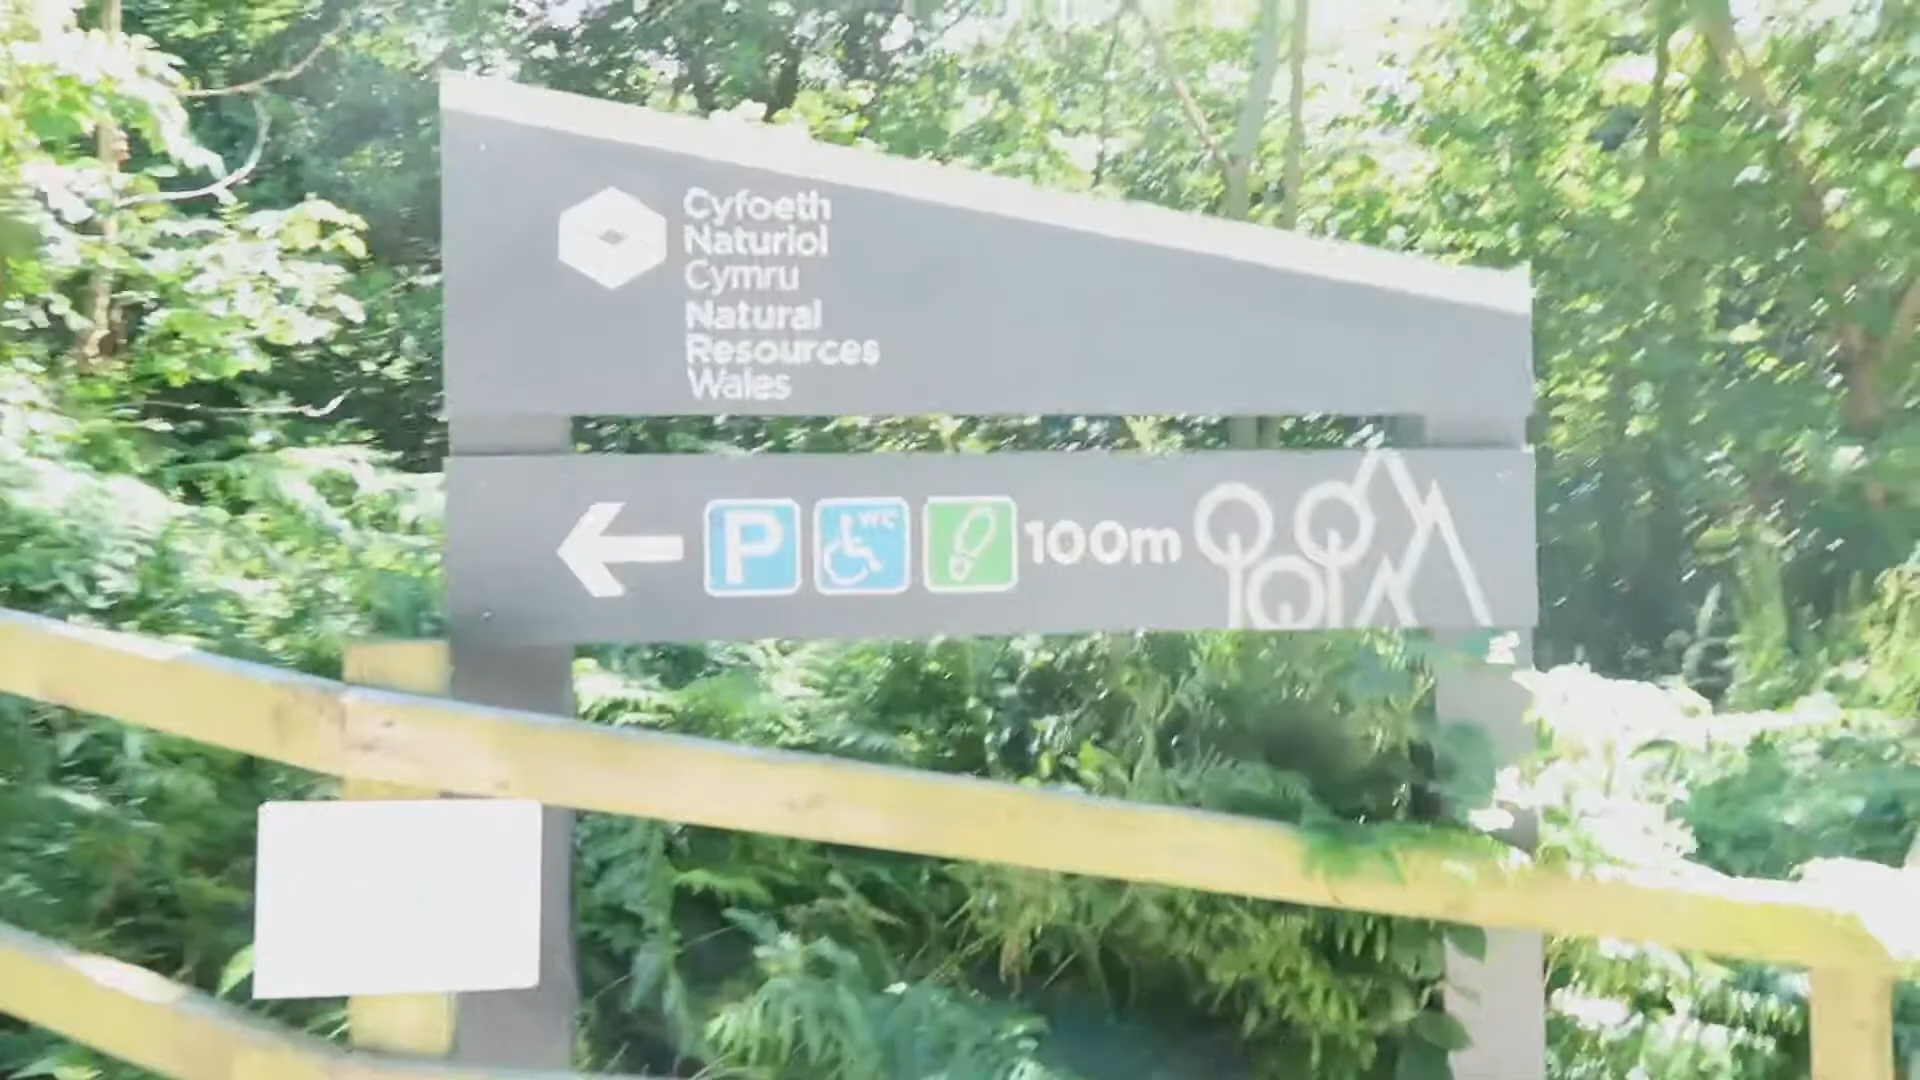 Cyfoeth
Naturiol
Cymru
Natural
Resources
Wales
P WC 100m